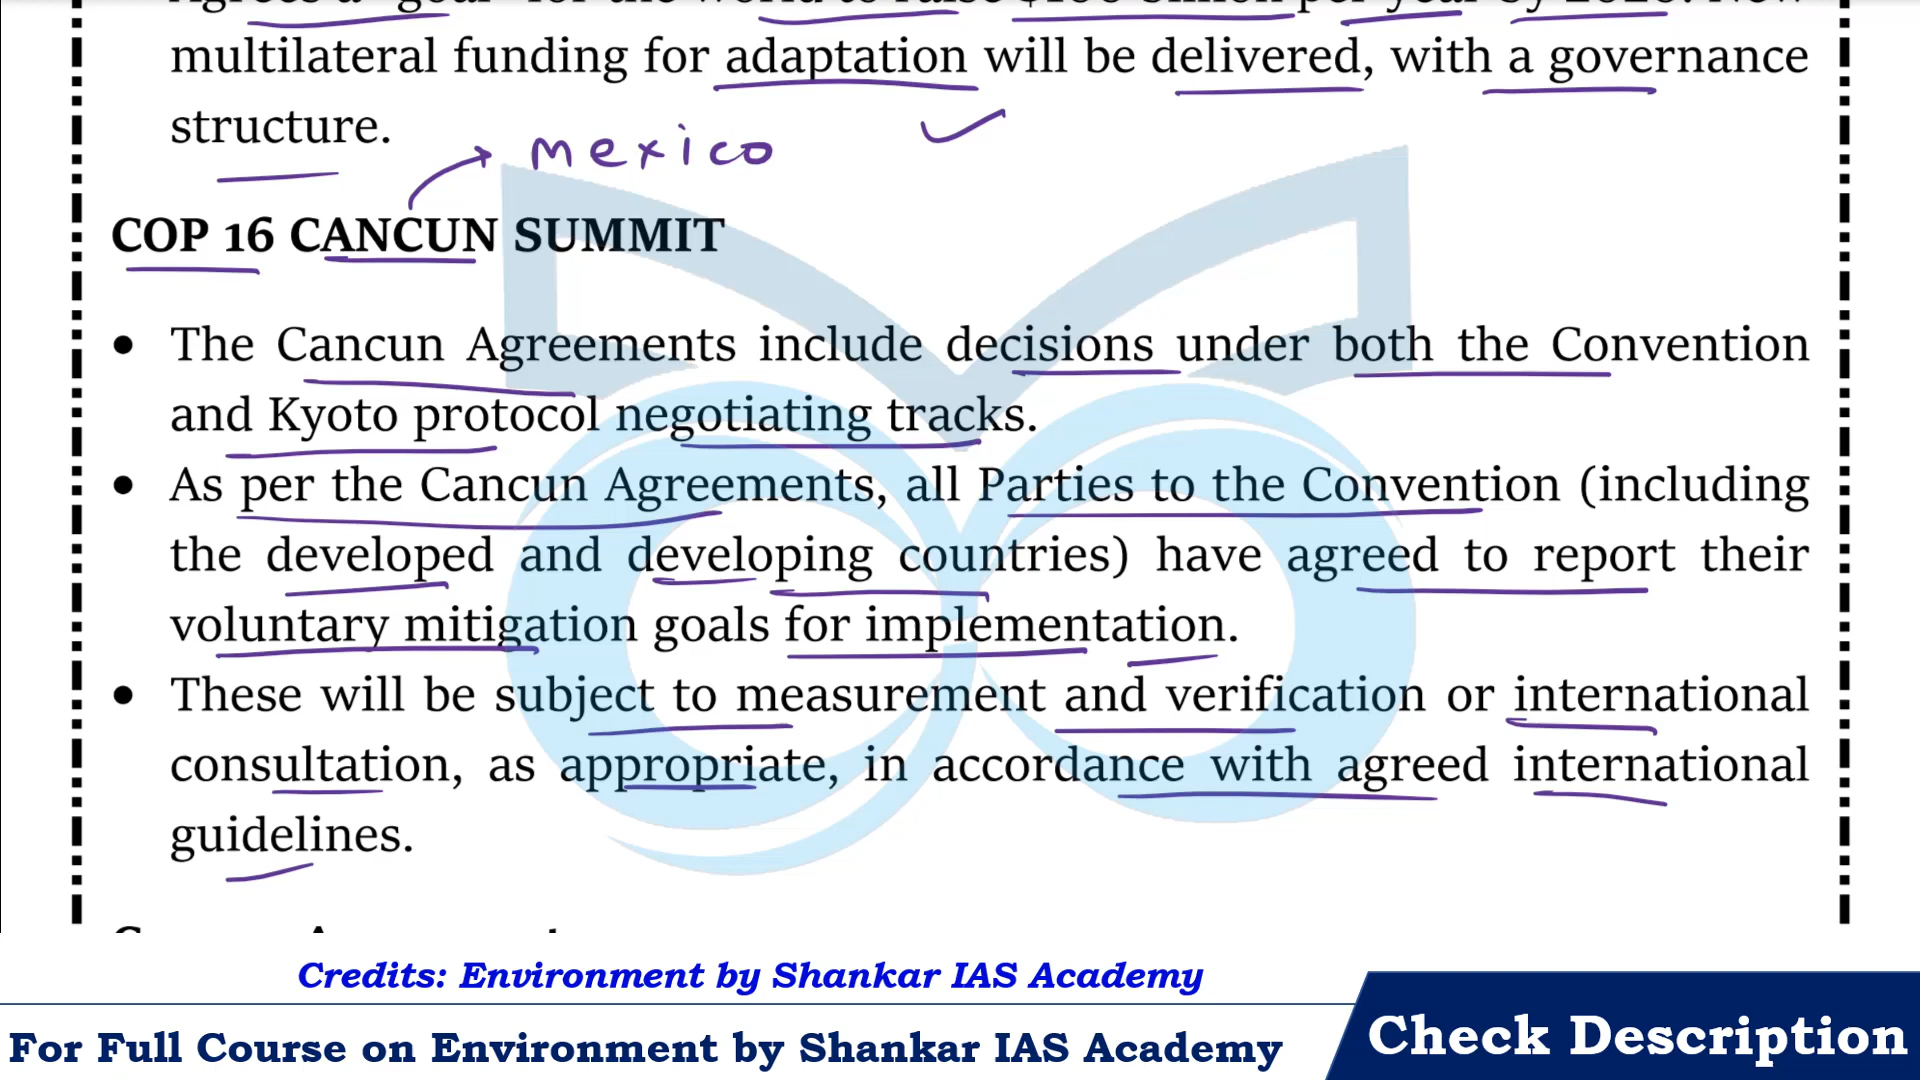 multilateral funding for adaptation will be delivered, with a governance
structure.
mexico
COP 16 CANCUN SUMMIT
• The Cancun Agreements include decisions under both the Convention
and Kyoto protocol negotiating tracks.
• As per the Cancun Agreements, all Parties to the Convention (including
the developed and developing countries) have agreed to report their
voluntary mitigation goals for implementation.
• These will be subject to measurement and verification or international
consultation, as appropriate, in accordance with agreed international
guidelines.
Credits: Environment by Shankar IAS Academy
For Full Course on Environment by Shankar IAS Academy
Check Description